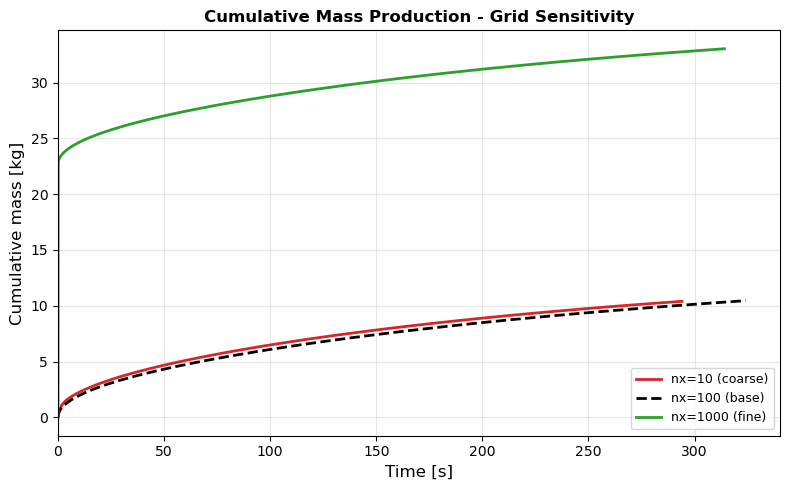 Cumulative Mass Production - Grid Sensitivity
Cumulative mass [kg]
30
25
20
15
10
5
0
0 50 100 150 200 250 300
Time [s]
nx=10 (coarse)
nx=100 (base)
nx=1000 (fine)